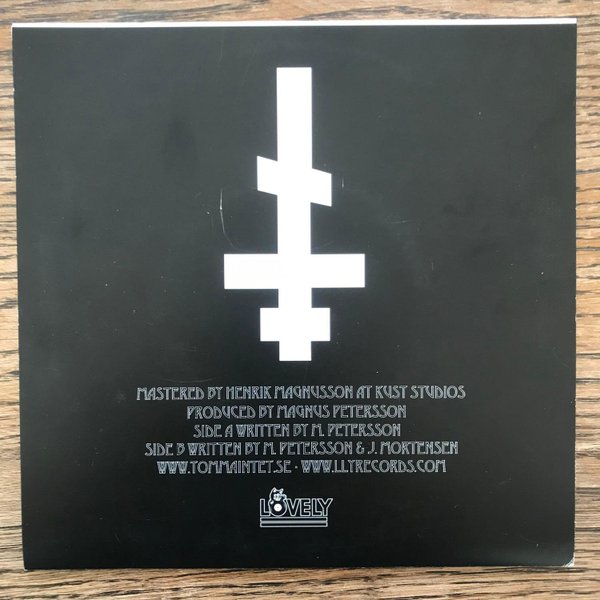 MASTERED BY HENRIK MAGNUSSON AT KUST STUDIOS
PRODUCED BY MAGNUS PETERSSON
SIDE A WRITTEN BY M. PETERSSON
SIDE B WRITTEN BY M. PETERSSON & J. MORTENSEN
WWW.TOMMAINTET.SE · WWW.LLYRECORDS.COM
LOVELY